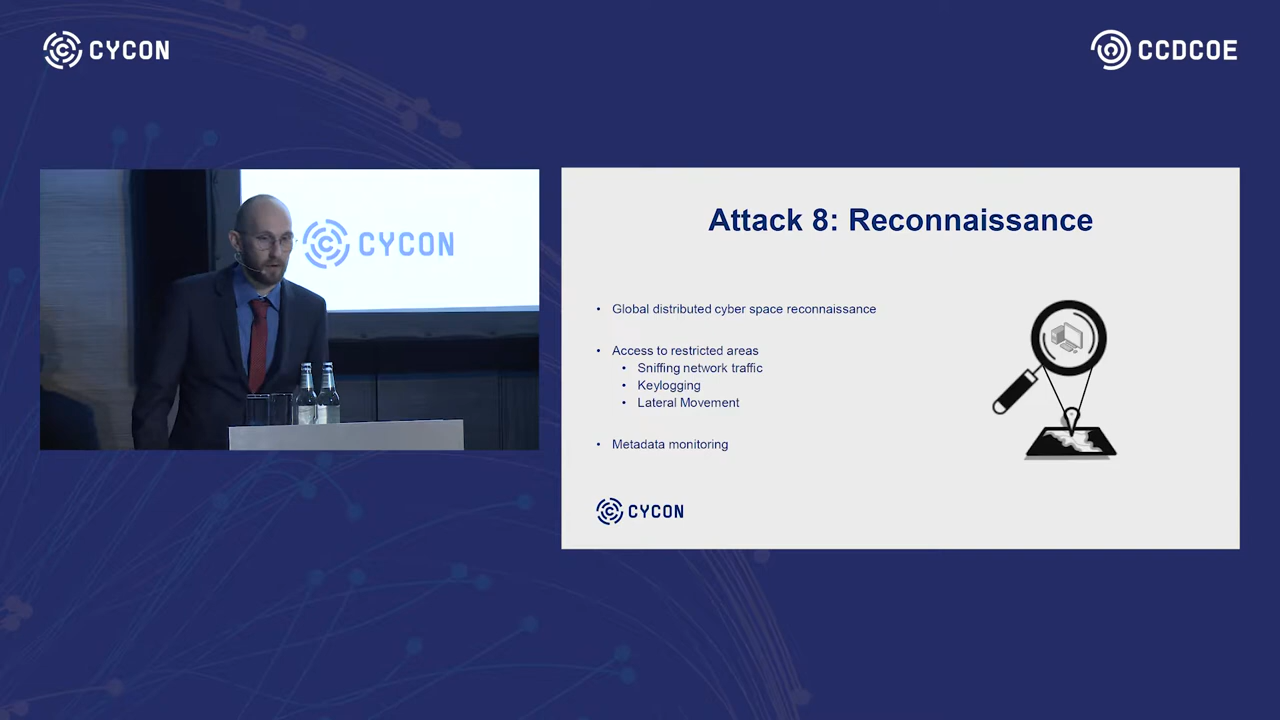 CYCON
CCDCOE
CYCON
Attack 8: Reconnaissance
• Global distributed cyber space reconnaissance
• Access to restricted areas
• Sniffing network traffic
• Keylogging
• Lateral Movement
• Metadata monitoring
CYCON